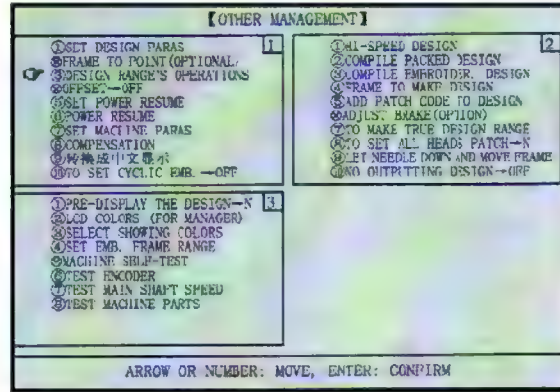 【OTHER MANAGEMENT】
1
①SET DESIGN PARAS
②FRAME TO POINT(OPTIONAL)
③DESIGN RANGE'S OPERATIONS
④OFFSET→OFF
⑤SET POWER RESUME
⑥POWER RESUME
⑦SET MACHINE PARAS
⑧COMPENSATION
⑨转换成中文显示
⑩TO SET CYCLIC EMB.→OFF
2
①HI-SPEED DESIGN
②COMPILE PACKED DESIGN
③COMPILE EMBROIDER. DESIGN
④FRAME TO MAKE DESIGN
⑤ADD PATCH CODE TO DESIGN
⑥ADJUST BRAKE(OPTION)
⑦TO MAKE TRUE DESIGN RANGE
⑧TO SET ALL HEADS PATCH→N
⑨LET NEEDLE DOWN AND MOVE FRAME
⑩NO OUTPUTTING DESIGN→OFF
3
①PRE-DISPLAY THE DESIGN→N
②LCD COLORS (FOR MANAGER)
③SELECT SHOWING COLORS
④SET EMB. FRAME RANGE
⑤MACHINE SELF-TEST
⑥TEST ENCODER
⑦TEST MAIN SHAFT SPEED
⑧TEST MACHINE PARTS
ARROW OR NUMBER: MOVE, ENTER: CONFIRM